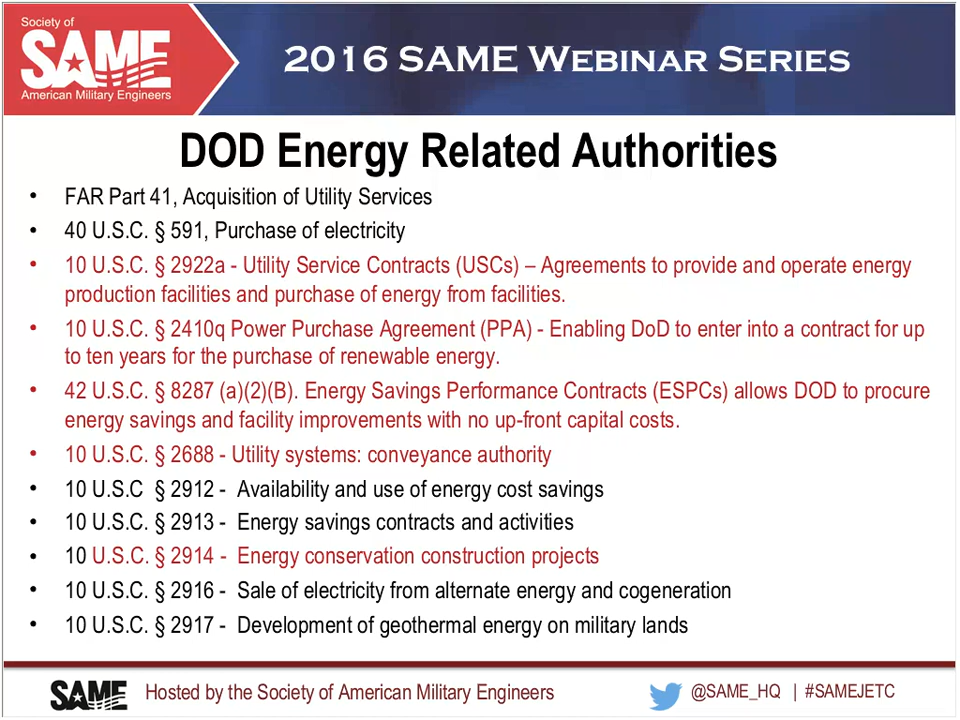 Society of
SAME
American Military Engineers
2016 SAME WEBINAR SERIES
DOD Energy Related Authorities
• FAR Part 41, Acquisition of Utility Services
• 40 U.S.C. § 591, Purchase of electricity
• 10 U.S.C. § 2922a - Utility Service Contracts (USCs) – Agreements to provide and operate energy
production facilities and purchase of energy from facilities.
• 10 U.S.C. § 2410q Power Purchase Agreement (PPA) - Enabling DoD to enter into a contract for up
to ten years for the purchase of renewable energy.
• 42 U.S.C. § 8287 (a)(2)(B). Energy Savings Performance Contracts (ESPCs) allows DOD to procure
energy savings and facility improvements with no up-front capital costs.
• 10 U.S.C. § 2688 - Utility systems: conveyance authority
• 10 U.S.C § 2912 - Availability and use of energy cost savings
• 10 U.S.C. § 2913 - Energy savings contracts and activities
• 10 U.S.C. § 2914 - Energy conservation construction projects
• 10 U.S.C. § 2916 - Sale of electricity from alternate energy and cogeneration
• 10 U.S.C. § 2917 - Development of geothermal energy on military lands
SAME Hosted by the Society of American Military Engineers @SAME_HQ | #SAMEJETC